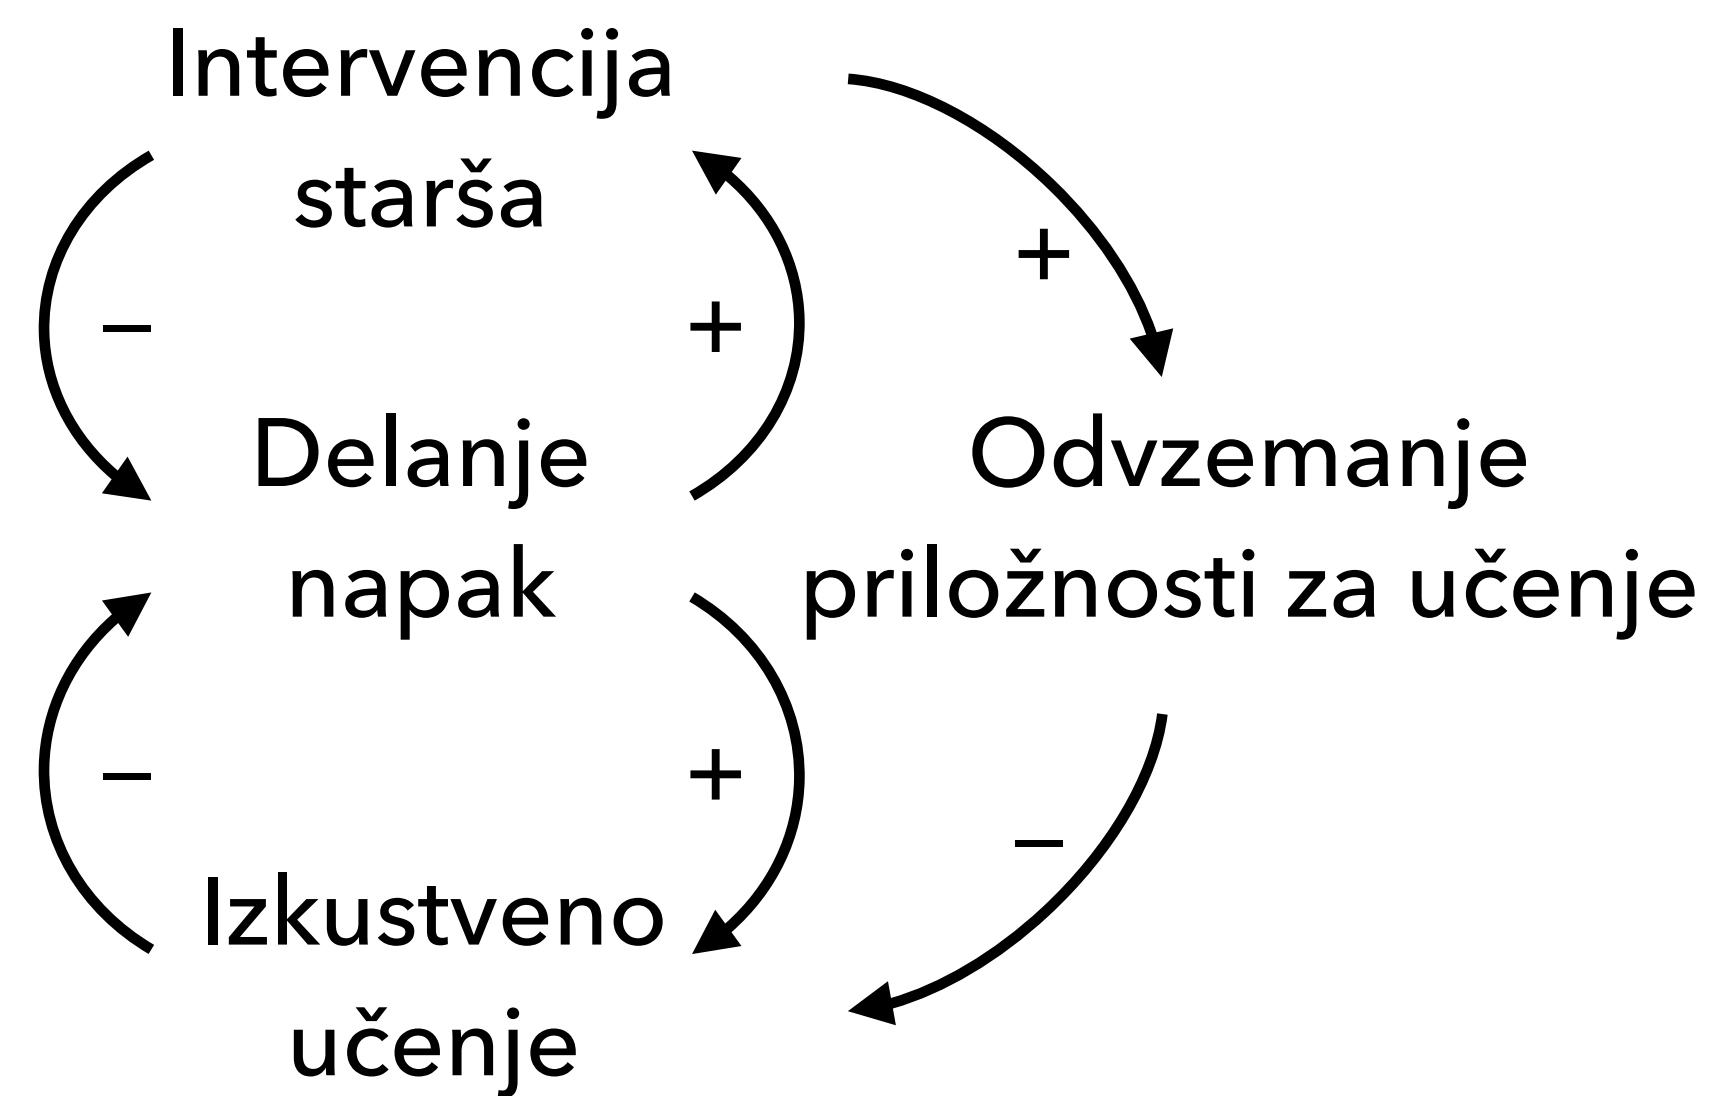 Intervencija
starša
+
–
+
Delanje
napak
Odvzemanje
priložnosti za učenje
–
+
–
Izkustveno
učenje